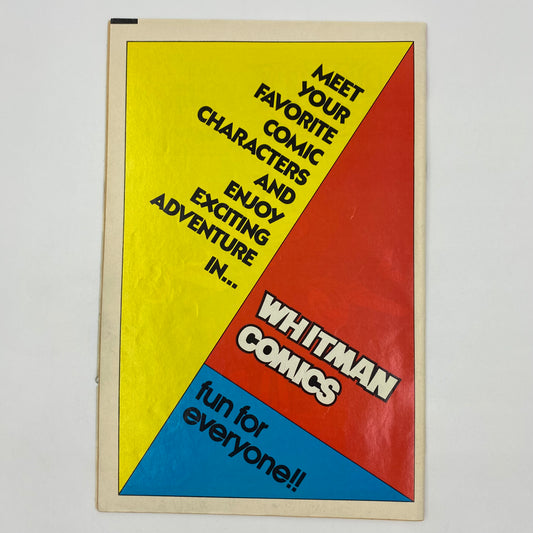 MEET
YOUR
FAVORITE
COMIC
CHARACTERS
AND
ENJOY
EXCITING
ADVENTURE
IN...
WHITMAN
COMICS
fun for
everyone!!